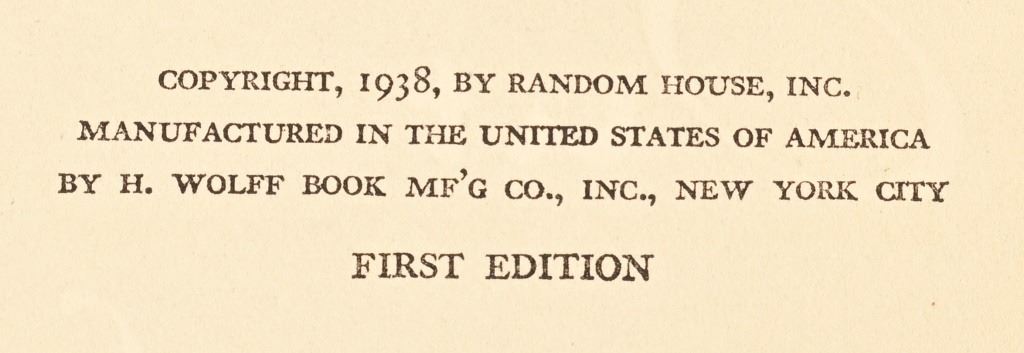 COPYRIGHT, 1938, BY RANDOM HOUSE, INC.
MANUFACTURED IN THE UNITED STATES OF AMERICA
BY H. WOLFF BOOK MF'G CO., INC., NEW YORK CITY
FIRST EDITION